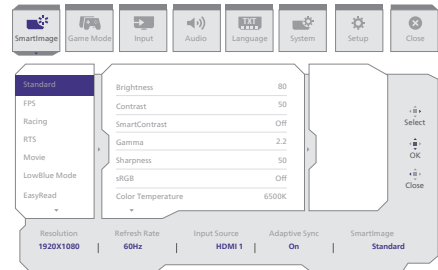 SmartImage
Game Mode
Input
Audio
TXT
Language
System
Setup
Close
Standard
FPS
Racing
RTS
Movie
LowBlue Mode
EasyRead
Brightness 80
Contrast 50
SmartContrast Off
Gamma 2.2
Sharpness 50
sRGB Off
Color Temperature 6500K
Select
OK
Close
Resolution Refresh Rate Input Source Adaptive Sync SmartImage
1920X1080 | 60Hz | HDMI 1 | On | Standard